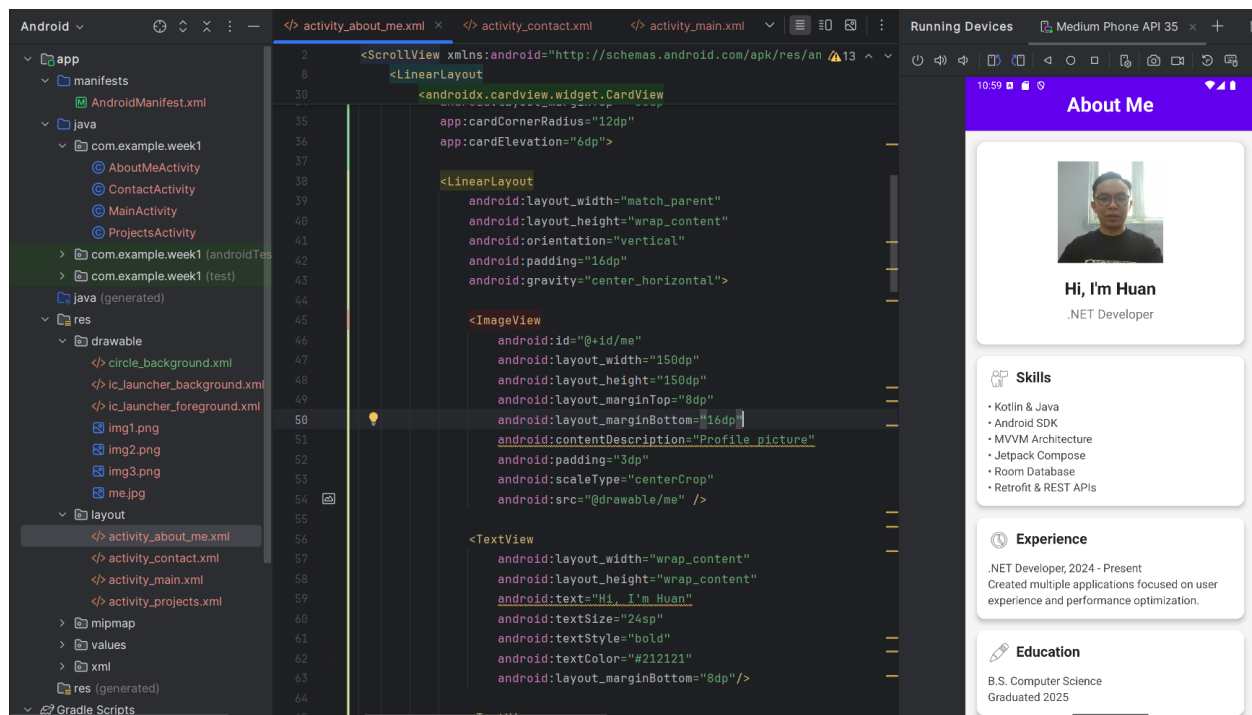 Android
app
manifests
AndroidManifest.xml
java
com.example.week1
AboutMeActivity
ContactActivity
MainActivity
ProjectsActivity
com.example.week1 (androidTes
com.example.week1 (test)
java (generated)
res
drawable
circle_background.xml
ic_launcher_background.xml
ic_launcher_foreground.xml
img1.png
img2.png
img3.png
me.jpg
layout
activity_about_me.xml
activity_contact.xml
activity_main.xml
activity_projects.xml
mipmap
values
xml
res (generated)
Gradle Scripts
activity_about_me.xml
activity_contact.xml
activity_main.xml
13
2 <ScrollView xmlns:android="http://schemas.android.com/apk/res/an
8 <LinearLayout
30 <androidx.cardview.widget.CardView
35 app:cardCornerRadius="12dp"
36 app:cardElevation="6dp">
37
38 <LinearLayout
39 android:layout_width="match_parent"
40 android:layout_height="wrap_content"
41 android:orientation="vertical"
42 android:padding="16dp"
43 android:gravity="center_horizontal">
44
45 <ImageView
46 android:id="@+id/me"
47 android:layout_width="150dp"
48 android:layout_height="150dp"
49 android:layout_marginTop="8dp"
50 android:layout_marginBottom="16dp"
51 android:contentDescription="Profile picture"
52 android:padding="3dp"
53 android:scaleType="centerCrop"
54 android:src="@drawable/me" />
55
56 <TextView
57 android:layout_width="wrap_content"
58 android:layout_height="wrap_content"
59 android:text="Hi, I'm Huan"
60 android:textSize="24sp"
61 android:textStyle="bold"
62 android:textColor="#212121"
63 android:layout_marginBottom="8dp"/>
64
Running Devices
Medium Phone API 35
10:59
About Me
Hi, I'm Huan
.NET Developer
Skills
• Kotlin & Java
• Android SDK
• MVVM Architecture
• Jetpack Compose
• Room Database
• Retrofit & REST APIs
Experience
.NET Developer, 2024 - Present
Created multiple applications focused on user
experience and performance optimization.
Education
B.S. Computer Science
Graduated 2025